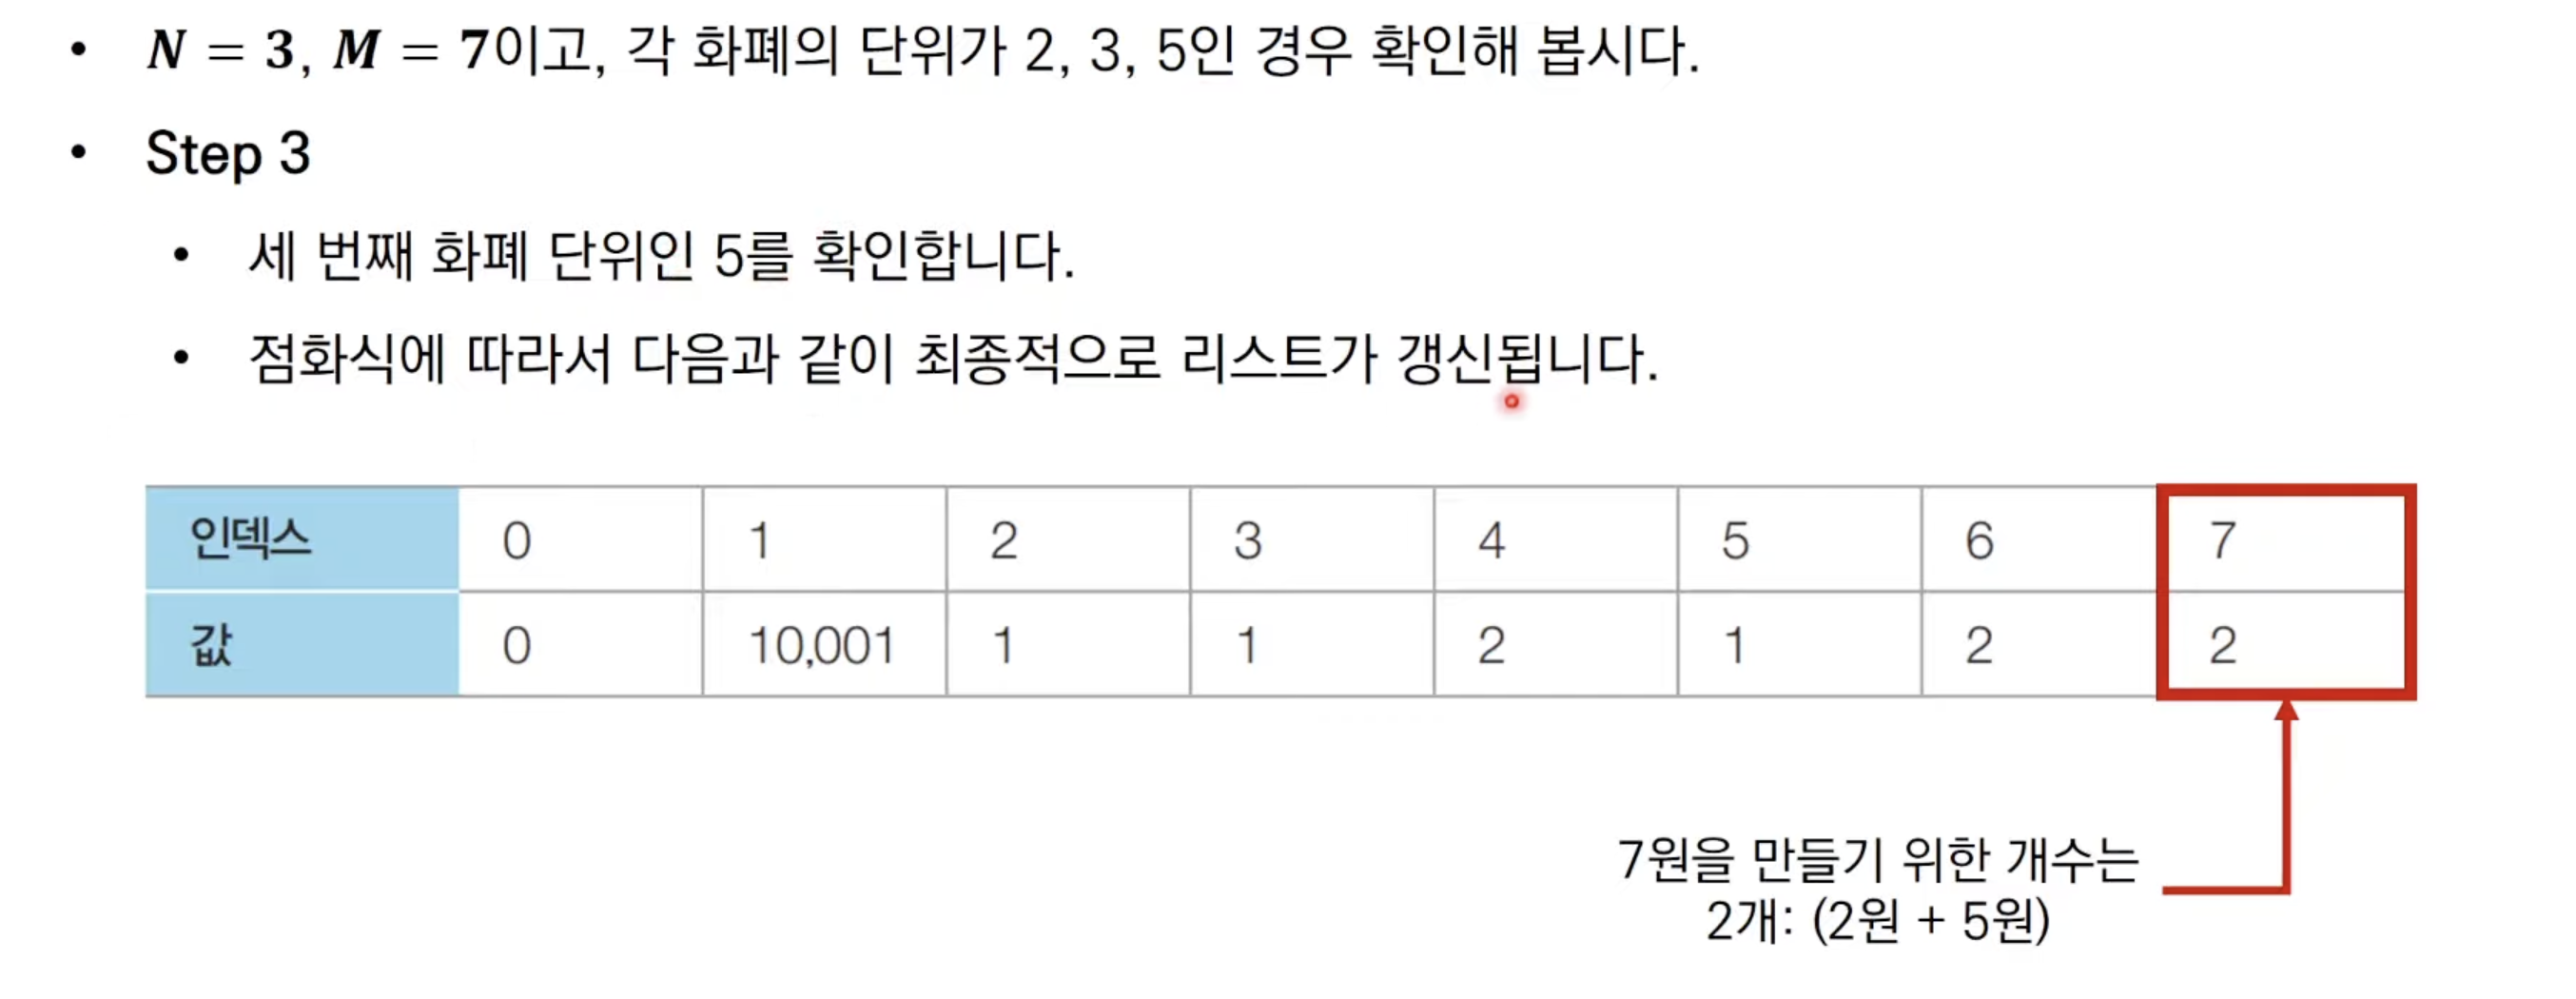 • N = 3, M = 7이고, 각 화폐의 단위가 2, 3, 5인 경우 확인해 봅시다.
• Step 3
• 세 번째 화폐 단위인 5를 확인합니다.
• 점화식에 따라서 다음과 같이 최종적으로 리스트가 갱신됩니다.
인덱스 0 1 2 3 4 5 6 7
값 0 10,001 1 1 2 1 2 2
7원을 만들기 위한 개수는
2개: (2원 + 5원)